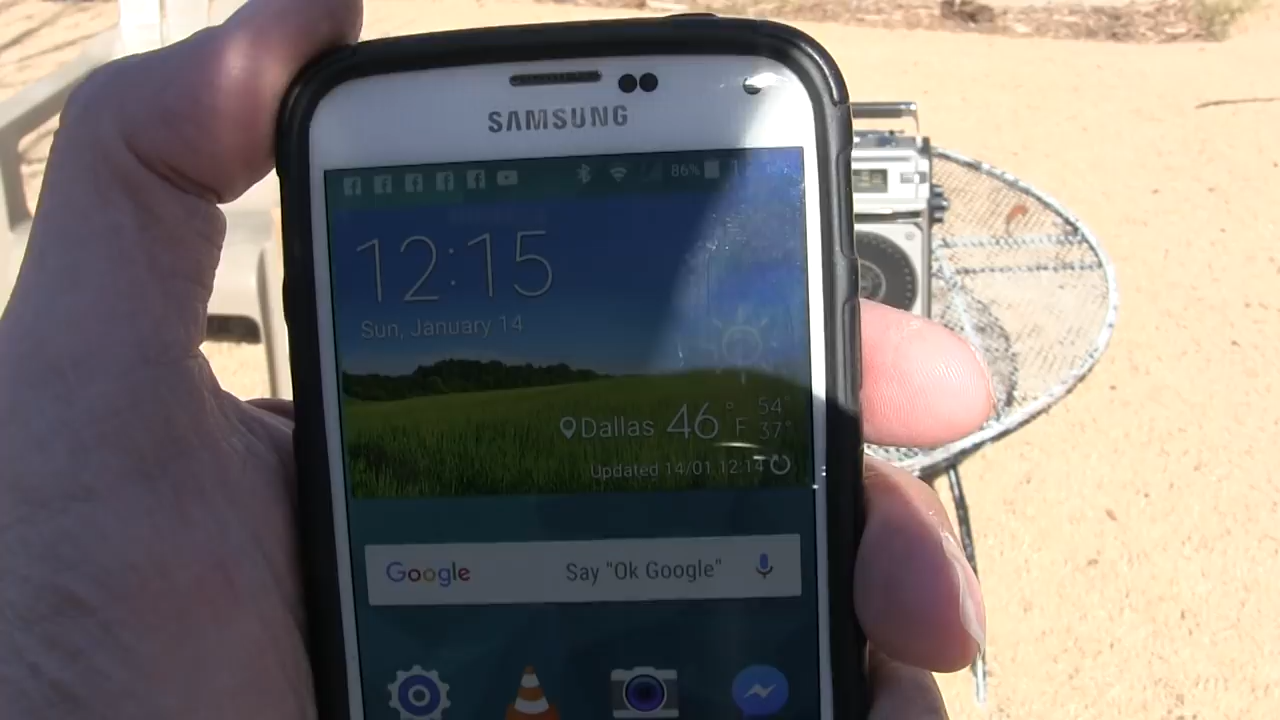 SAMSUNG
86%
12:15
Sun, January 14
Dallas 46 ° F 54° 37°
Updated 14/01 12:14
Google Say "Ok Google"